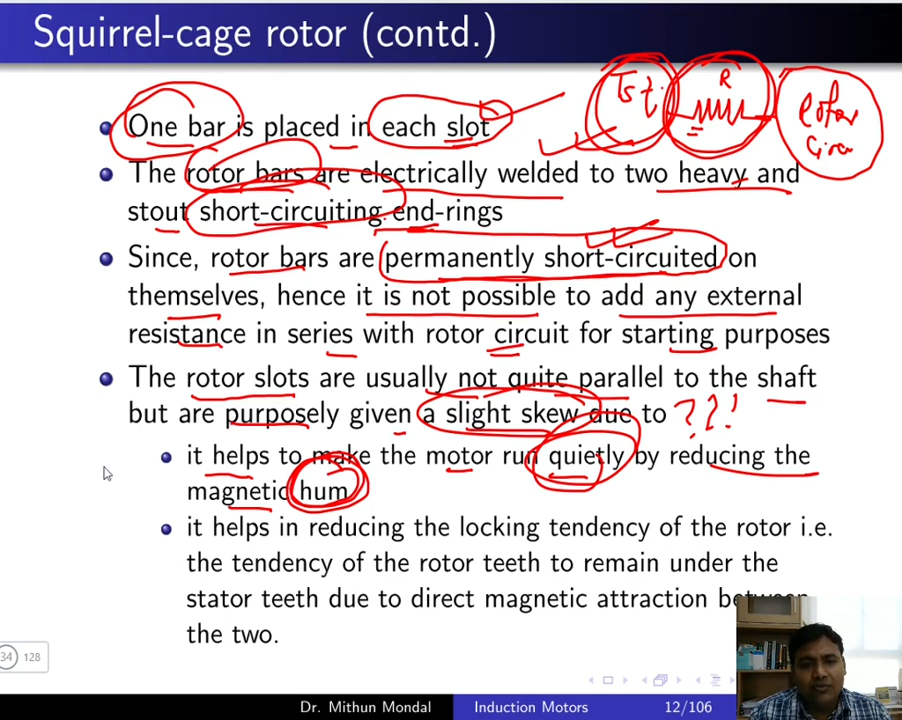 Squirrel-cage rotor (contd.)
Tst
R
Rotor
One bar is placed in each slot
The rotor bars are electrically welded to two heavy and
stout short-circuiting end-rings
Since, rotor bars are permanently short-circuited on
themselves, hence it is not possible to add any external
resistance in series with rotor circuit for starting purposes
The rotor slots are usually not quite parallel to the shaft
but are purposely given a slight skew due to ??!
it helps to make the motor run quietly by reducing the
magnetic hum
it helps in reducing the locking tendency of the rotor i.e.
the tendency of the rotor teeth to remain under the
stator teeth due to direct magnetic attraction between
the two.
34 128
Dr. Mithun Mondal Induction Motors 12/106